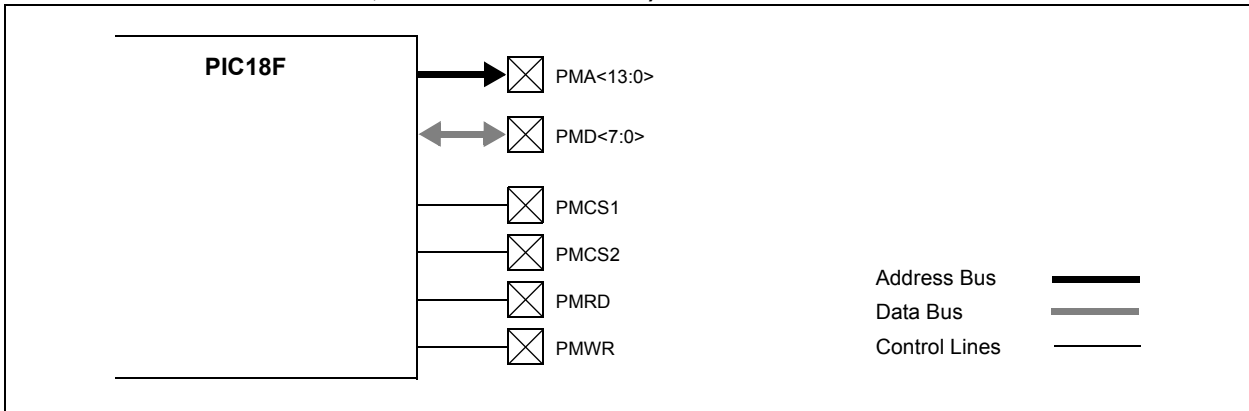 PIC18F
PMA<13:0>
PMD<7:0>
PMCS1
PMCS2
PMRD
PMWR
Address Bus
Data Bus
Control Lines